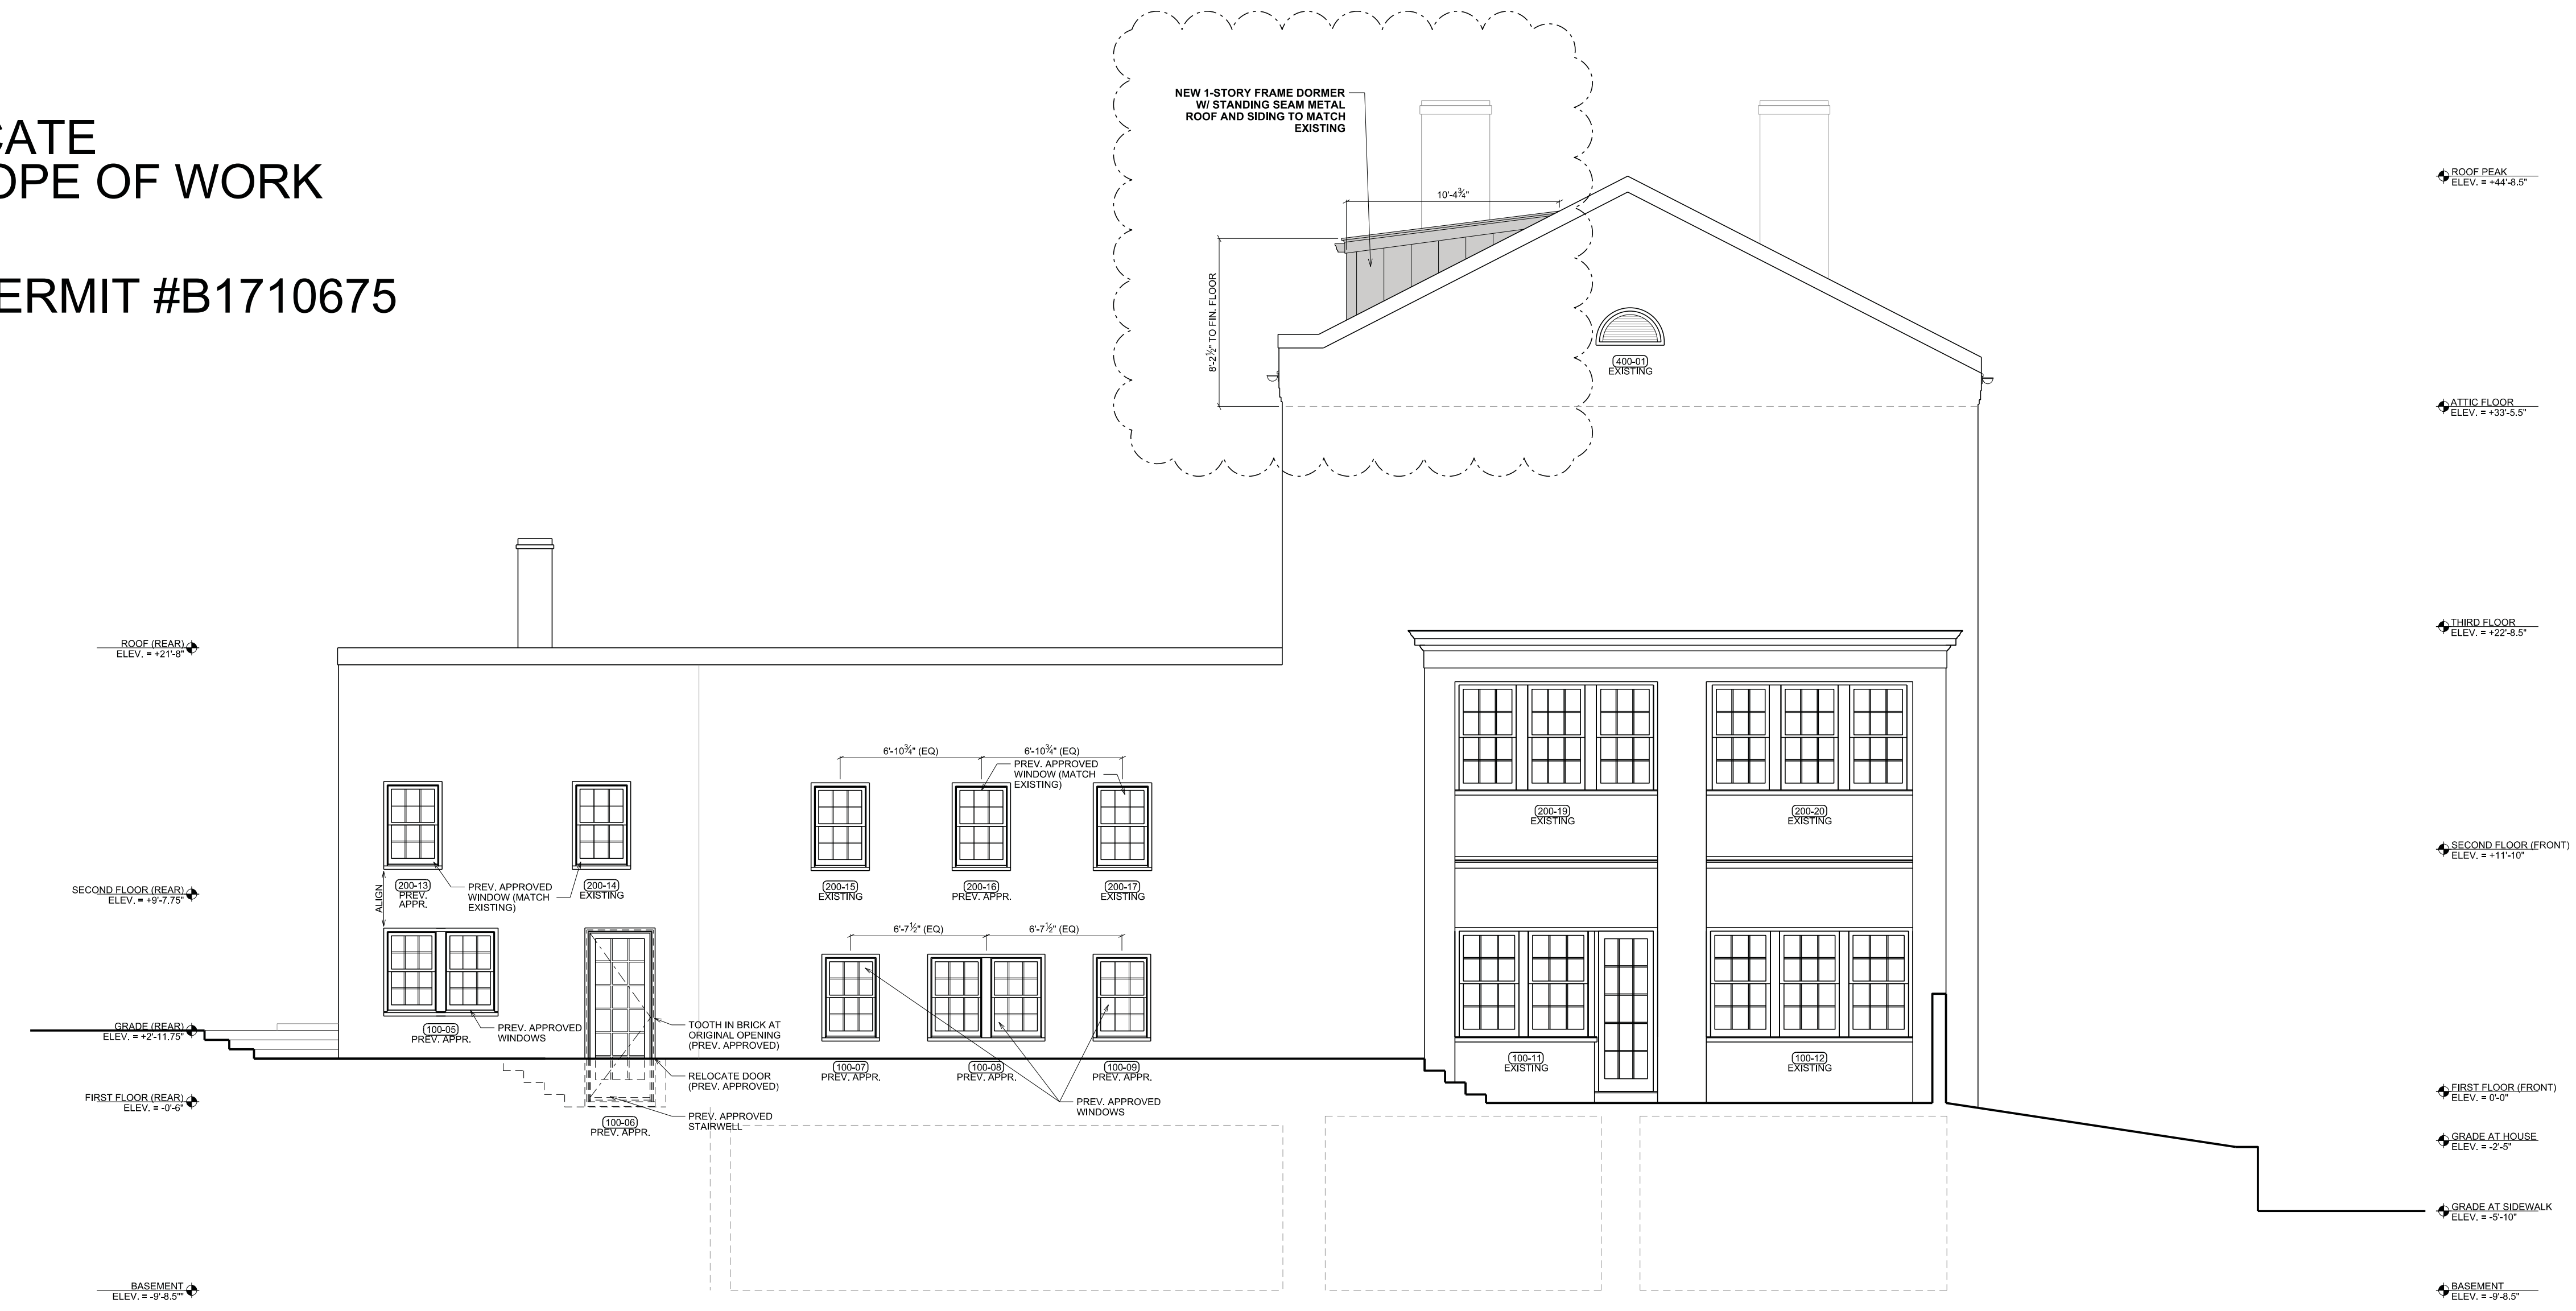 CATE
OPE OF WORK
ERMIT #B1710675
NEW 1-STORY FRAME DORMER
W/ STANDING SEAM METAL
ROOF AND SIDING TO MATCH
EXISTING
10'-4¾"
8'-2½" TO FIN. FLOOR
400-01
EXISTING
ROOF PEAK
ELEV. = +44'-8.5"
ATTIC FLOOR
ELEV. = +33'-5.5"
THIRD FLOOR
ELEV. = +22'-8.5"
SECOND FLOOR (FRONT)
ELEV. = +11'-10"
FIRST FLOOR (FRONT)
ELEV. = 0'-0"
GRADE AT HOUSE
ELEV. = -2'-5"
GRADE AT SIDEWALK
ELEV. = -5'-10"
BASEMENT
ELEV. = -9'-8.5"
ROOF (REAR)
ELEV. = +21'-8"
SECOND FLOOR (REAR)
ELEV. = +9'-7.75"
GRADE (REAR)
ELEV. = +2'-11.75"
FIRST FLOOR (REAR)
ELEV. = -0'-6"
BASEMENT
ELEV. = -9'-8.5""
6'-10¾" (EQ)
6'-10¾" (EQ)
PREV. APPROVED
WINDOW (MATCH
EXISTING)
200-13
PREV.
APPR.
PREV. APPROVED
WINDOW (MATCH
EXISTING)
200-14
EXISTING
200-15
EXISTING
200-16
PREV. APPR.
200-17
EXISTING
200-19
EXISTING
200-20
EXISTING
ALIGN
6'-7½" (EQ)
6'-7½" (EQ)
100-05
PREV. APPR.
PREV. APPROVED
WINDOWS
TOOTH IN BRICK AT
ORIGINAL OPENING
(PREV. APPROVED)
RELOCATE DOOR
(PREV. APPROVED)
PREV. APPROVED
STAIRWELL
100-06
PREV. APPR.
100-07
PREV. APPR.
100-08
PREV. APPR.
100-09
PREV. APPR.
PREV. APPROVED
WINDOWS
100-11
EXISTING
100-12
EXISTING